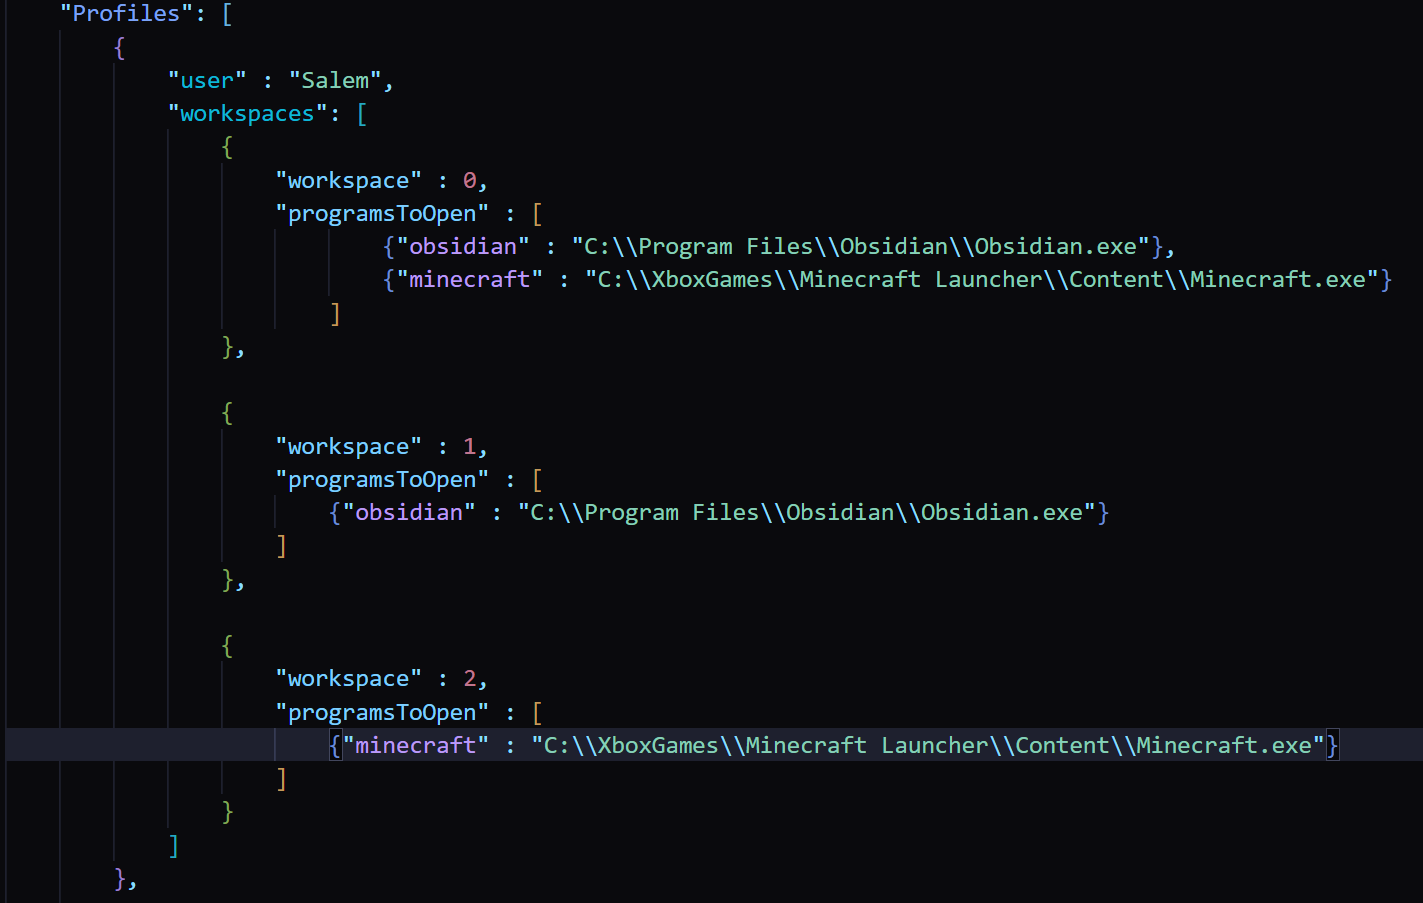 "Profiles": [
{
"user" : "Salem",
"workspaces": [
{
"workspace" : 0,
"programsToOpen" : [
{"obsidian" : "C:\\Program Files\\Obsidian\\Obsidian.exe"},
{"minecraft" : "C:\\XboxGames\\Minecraft Launcher\\Content\\Minecraft.exe"}
]
},
{
"workspace" : 1,
"programsToOpen" : [
{"obsidian" : "C:\\Program Files\\Obsidian\\Obsidian.exe"}
]
},
{
"workspace" : 2,
"programsToOpen" : [
{"minecraft" : "C:\\XboxGames\\Minecraft Launcher\\Content\\Minecraft.exe"}
]
}
]
},